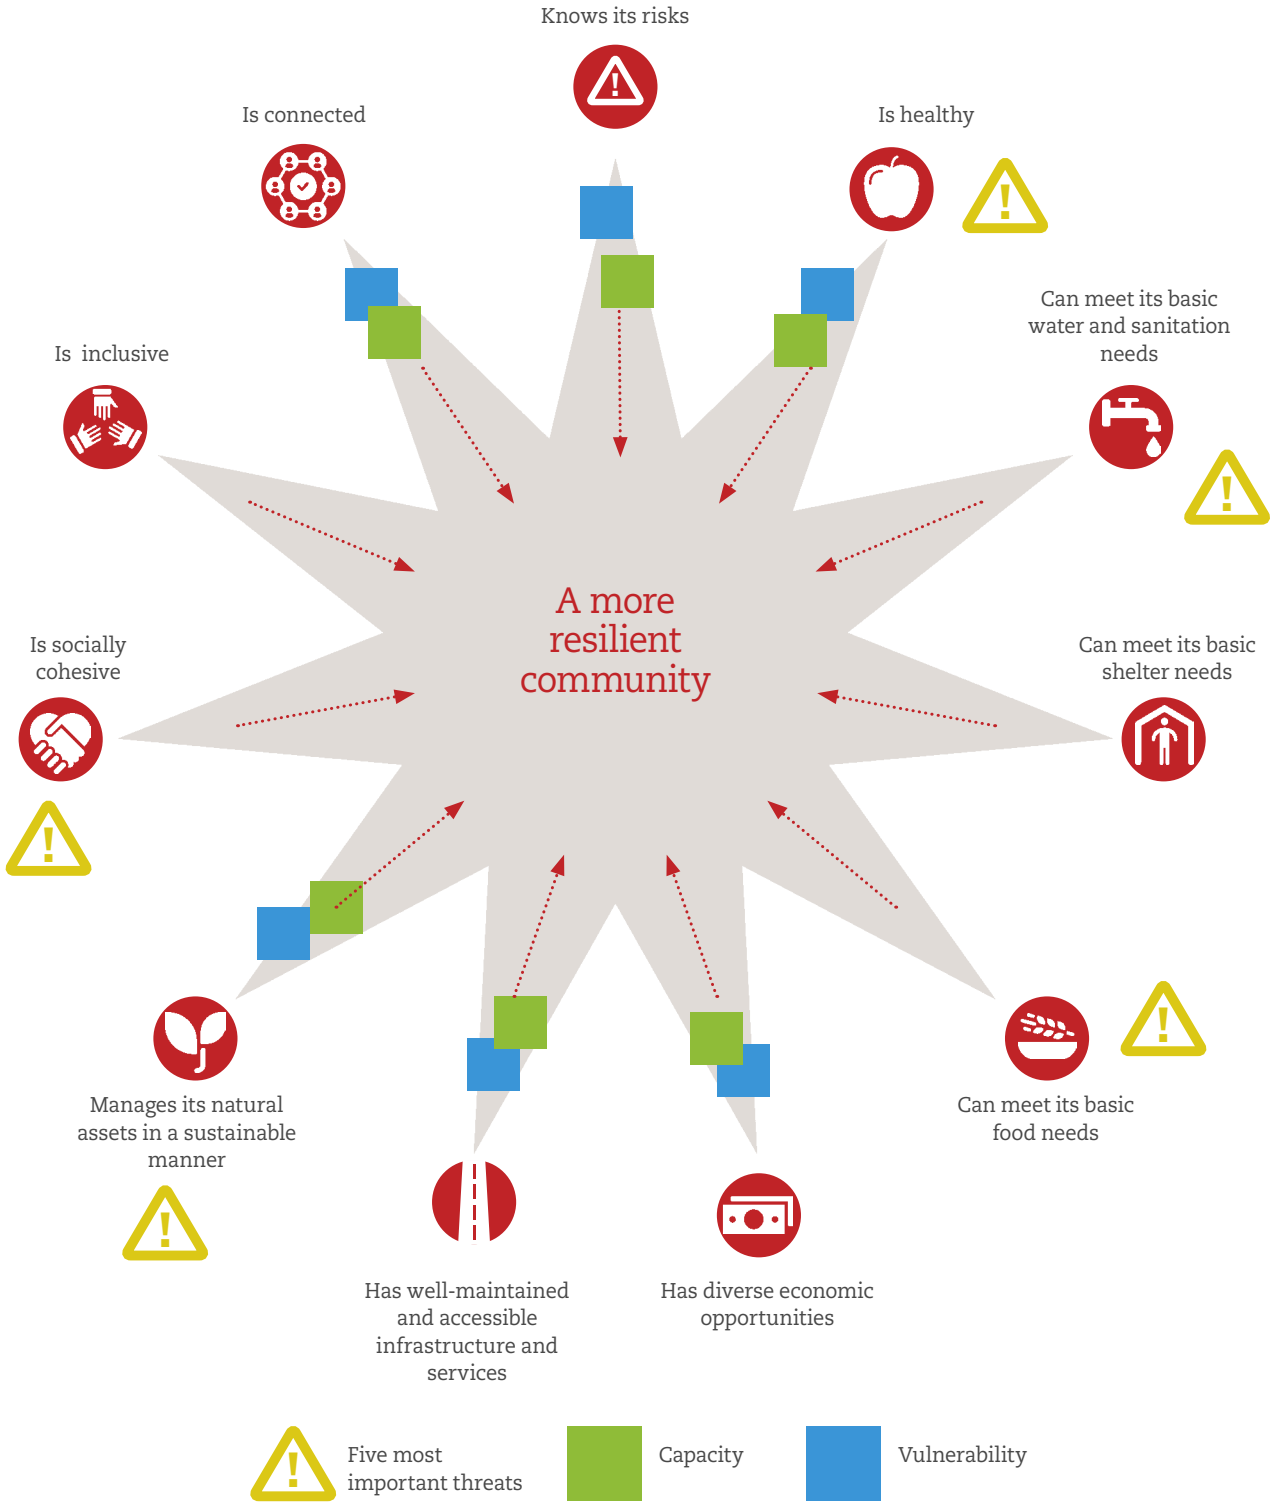 Knows its risks
Is connected
Is healthy
Can meet its basic
water and sanitation
needs
Is inclusive
A more
resilient
community
Is socially
cohesive
Can meet its basic
shelter needs
Manages its natural
assets in a sustainable
manner
Can meet its basic
food needs
Has well-maintained
and accessible
infrastructure and
services
Has diverse economic
opportunities
Five most
important threats
Capacity
Vulnerability